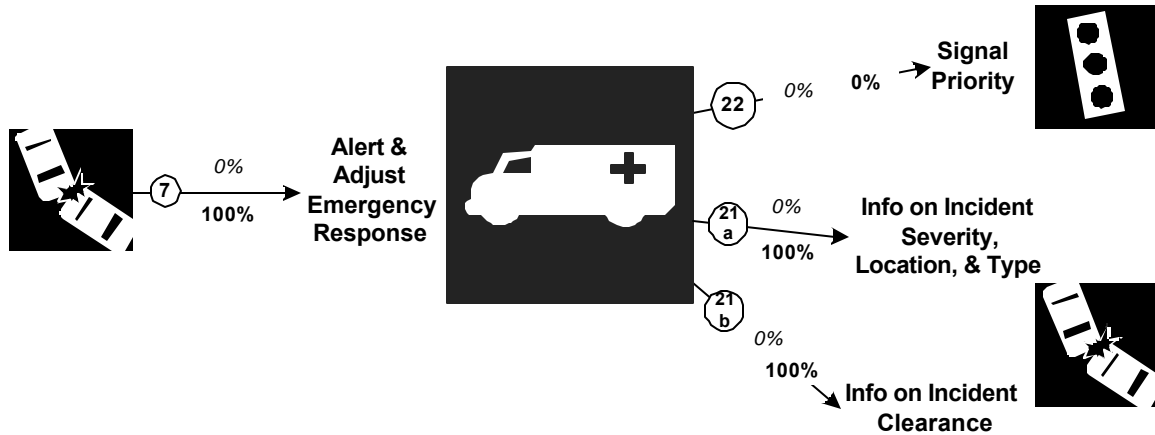 0%
7
100%
Alert &
Adjust
Emergency
Response
22
0%
0%
Signal
Priority
21
a
0%
100%
Info on Incident
Severity,
Location, & Type
21
b
0%
100%
Info on Incident
Clearance